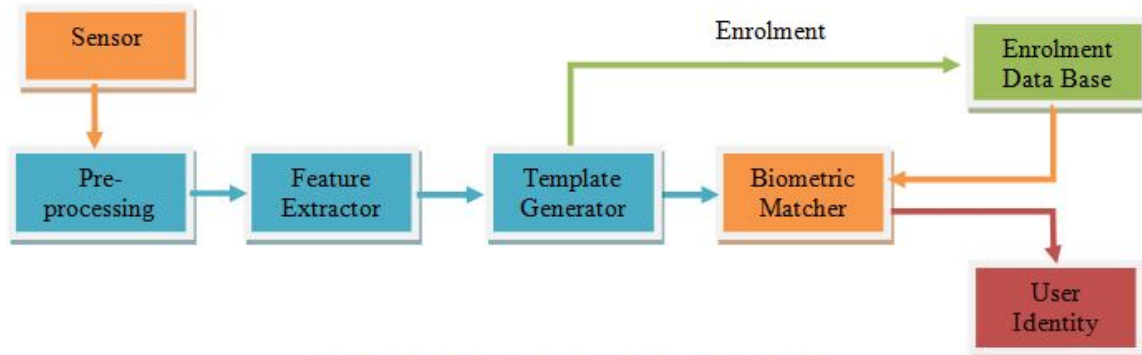 Sensor
Enrolment
Enrolment
Data Base
Pre-
processing
Feature
Extractor
Template
Generator
Biometric
Matcher
User
Identity